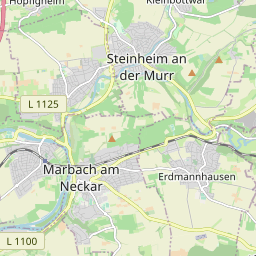 Höpfigheim
Kleinbottwar
Steinheim an
der Murr
L 1125
Marbach am
Neckar
Erdmannhausen
L 1100